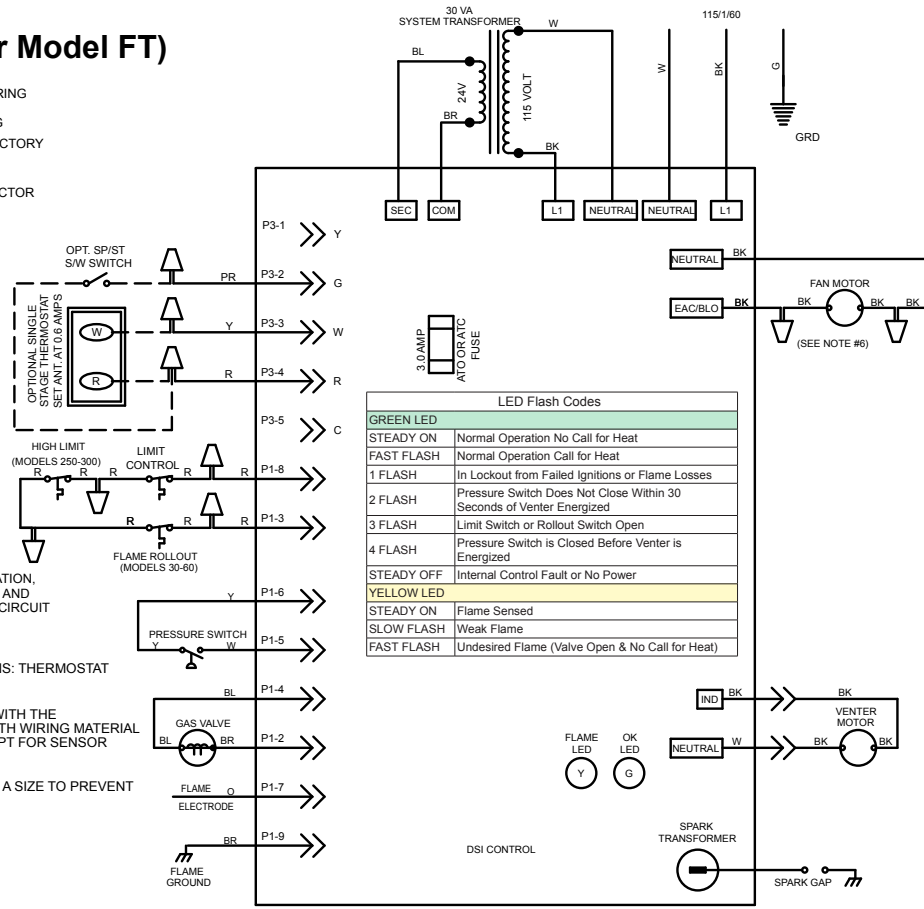 r Model FT)
RING
G
CTORY
CTOR
30 VA
SYSTEM TRANSFORMER
W
115/1/60
BL
24V
115 VOLT
BR
BK
W
BK
G
GRD
SEC
COM
L1
NEUTRAL
NEUTRAL
L1
P3-1
Y
OPT. SP/ST
S/W SWITCH
PR
P3-2
G
OPTIONAL SINGLE
STAGE THERMOSTAT
SET ANT. AT 0.6 AMPS
W
Y
P3-3
W
R
R
P3-4
R
P3-5
C
3.0 AMP
ATO OR ATC
FUSE
NEUTRAL
BK
EAC/BLO
BK
BK
FAN MOTOR
BK
BK
(SEE NOTE #6)
HIGH LIMIT
(MODELS 250-300)
R
R
R
LIMIT
CONTROL
R
R
P1-8
R
R
R
P1-3
FLAME ROLLOUT
(MODELS 30-60)
LED Flash Codes
GREEN LED
STEADY ON Normal Operation No Call for Heat
FAST FLASH Normal Operation Call for Heat
1 FLASH In Lockout from Failed Ignitions or Flame Losses
2 FLASH Pressure Switch Does Not Close Within 30
Seconds of Venter Energized
3 FLASH Limit Switch or Rollout Switch Open
4 FLASH Pressure Switch is Closed Before Venter is
Energized
STEADY OFF Internal Control Fault or No Power
YELLOW LED
STEADY ON Flame Sensed
SLOW FLASH Weak Flame
FAST FLASH Undesired Flame (Valve Open & No Call for Heat)
ATION,
AND
CIRCUIT
Y
P1-6
PRESSURE SWITCH
Y
W
P1-5
NS: THERMOSTAT
BL
P1-4
WITH THE
TH WIRING MATERIAL
PT FOR SENSOR
GAS VALVE
BL
BR
P1-2
A SIZE TO PREVENT
FLAME
ELECTRODE
O
P1-7
BR
P1-9
FLAME
GROUND
IND
BK
BK
VENTER
MOTOR
NEUTRAL
W
BK
BK
FLAME
LED
Y
OK
LED
G
DSI CONTROL
SPARK
TRANSFORMER
SPARK GAP